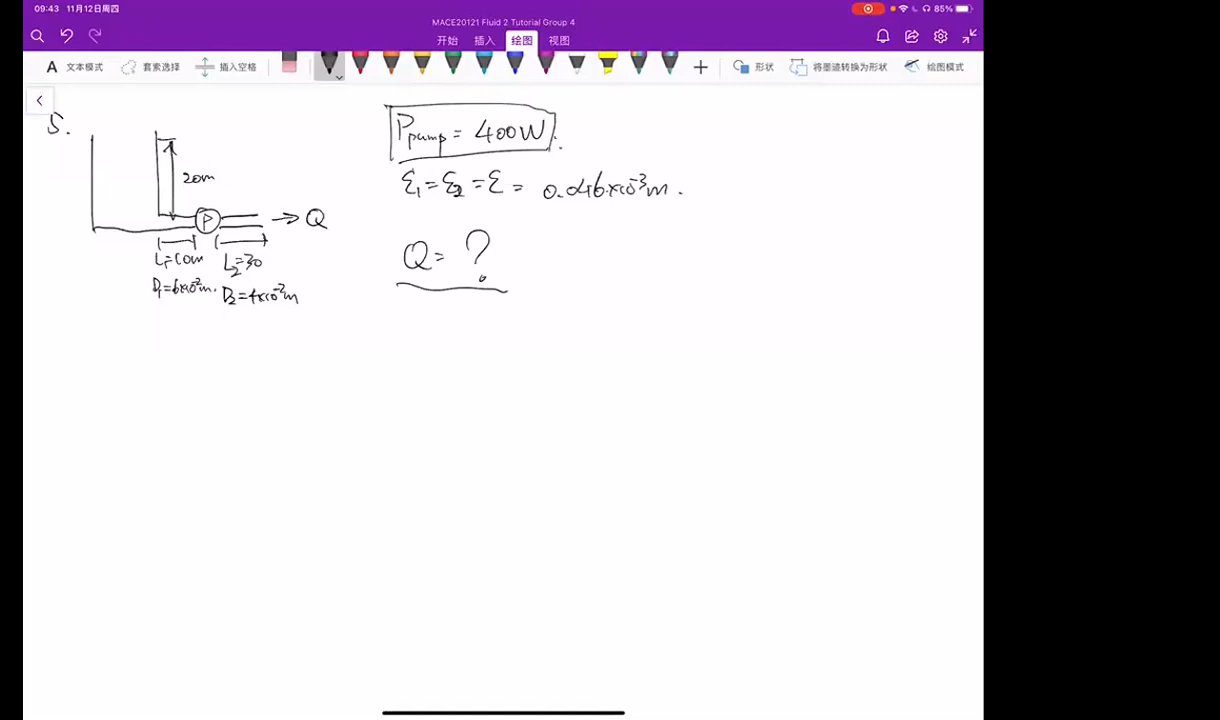 09:43 11月12日周四
85%
MACE20121 Fluid 2 Tutorial Group 4
开始 插入 绘图 视图
A 文本模式 套索选择 插入空格 形状 将墨迹转换为形状 绘图模式
5.
P_pump = 400W.
20m
ε₁ = ε₂ = ε = 0.046×10⁻³m.
P
→ Q
Q = ?
L₁=10m L₂=30
D₁=6×10⁻²m. D₂=4×10⁻²m